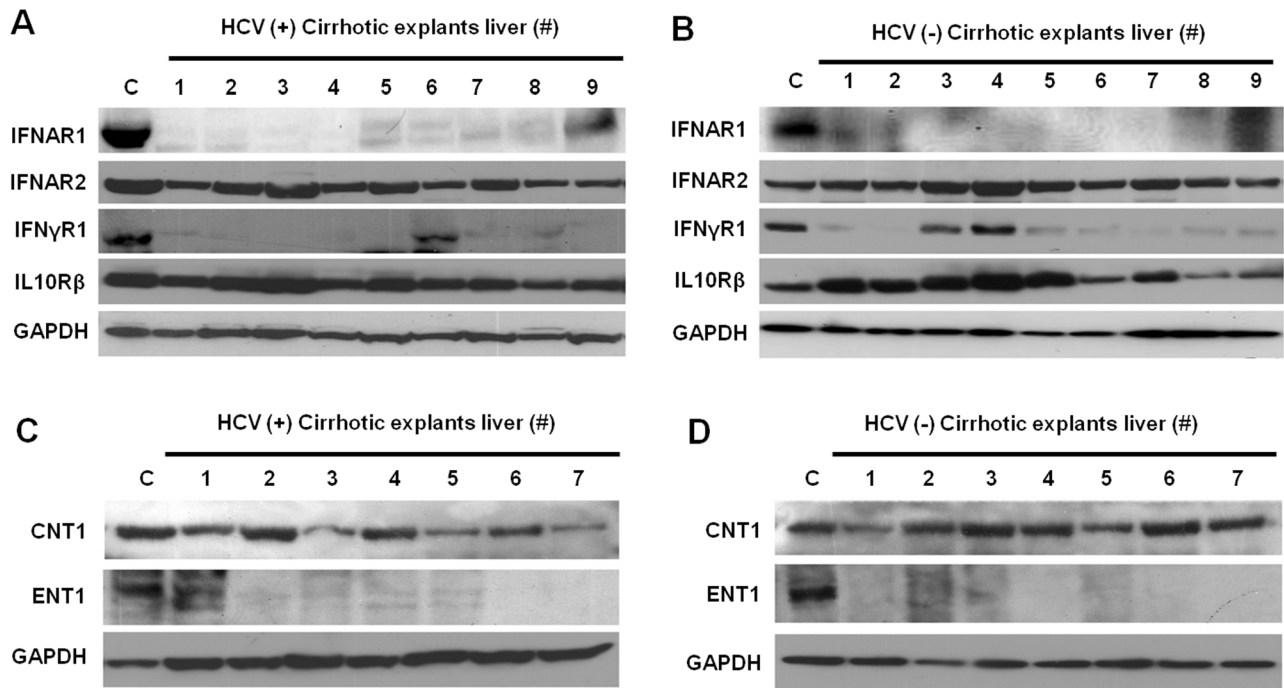 A
HCV (+) Cirrhotic explants liver (#)
C 1 2 3 4 5 6 7 8 9
IFNAR1
IFNAR2
IFNγR1
IL10Rβ
GAPDH
B
HCV (-) Cirrhotic explants liver (#)
C 1 2 3 4 5 6 7 8 9
IFNAR1
IFNAR2
IFNγR1
IL10Rβ
GAPDH
C
HCV (+) Cirrhotic explants liver (#)
C 1 2 3 4 5 6 7
CNT1
ENT1
GAPDH
D
HCV (-) Cirrhotic explants liver (#)
C 1 2 3 4 5 6 7
CNT1
ENT1
GAPDH